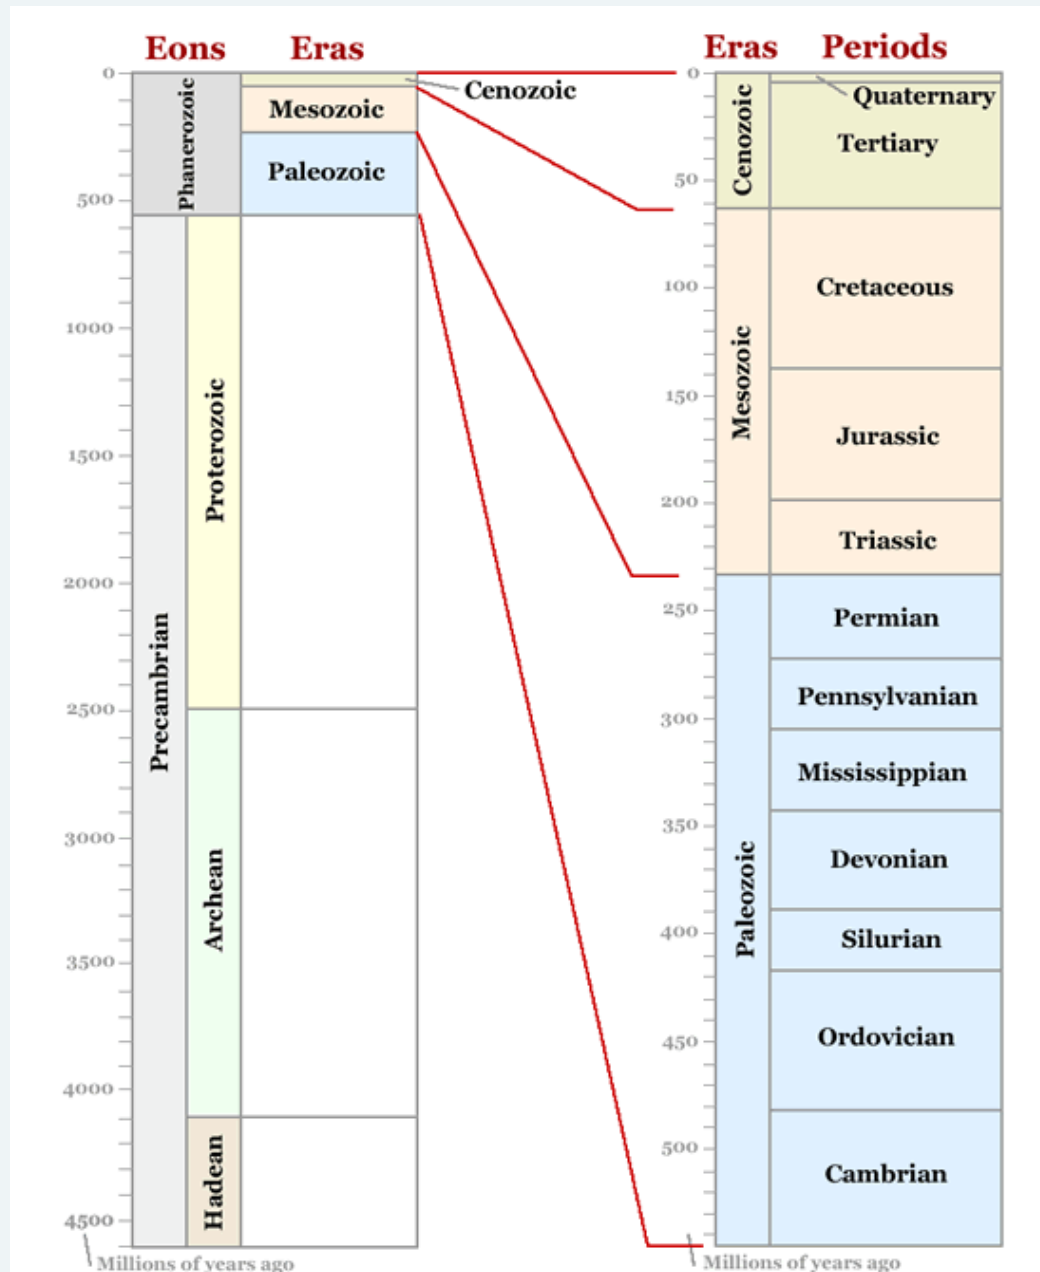 Eons Eras
0
Phanerozoic
Cenozoic
Mesozoic
Paleozoic
500
1000
Proterozoic
1500
2000
Precambrian
2500
3000
Archean
3500
4000
Hadean
4500
Millions of years ago
Eras Periods
0
Cenozoic
Quaternary
Tertiary
50
Mesozoic
Cretaceous
100
150
Jurassic
200
Triassic
250
Paleozoic
Permian
Pennsylvanian
300
Mississippian
350
Devonian
400
Silurian
Ordovician
450
500
Cambrian
Millions of years ago